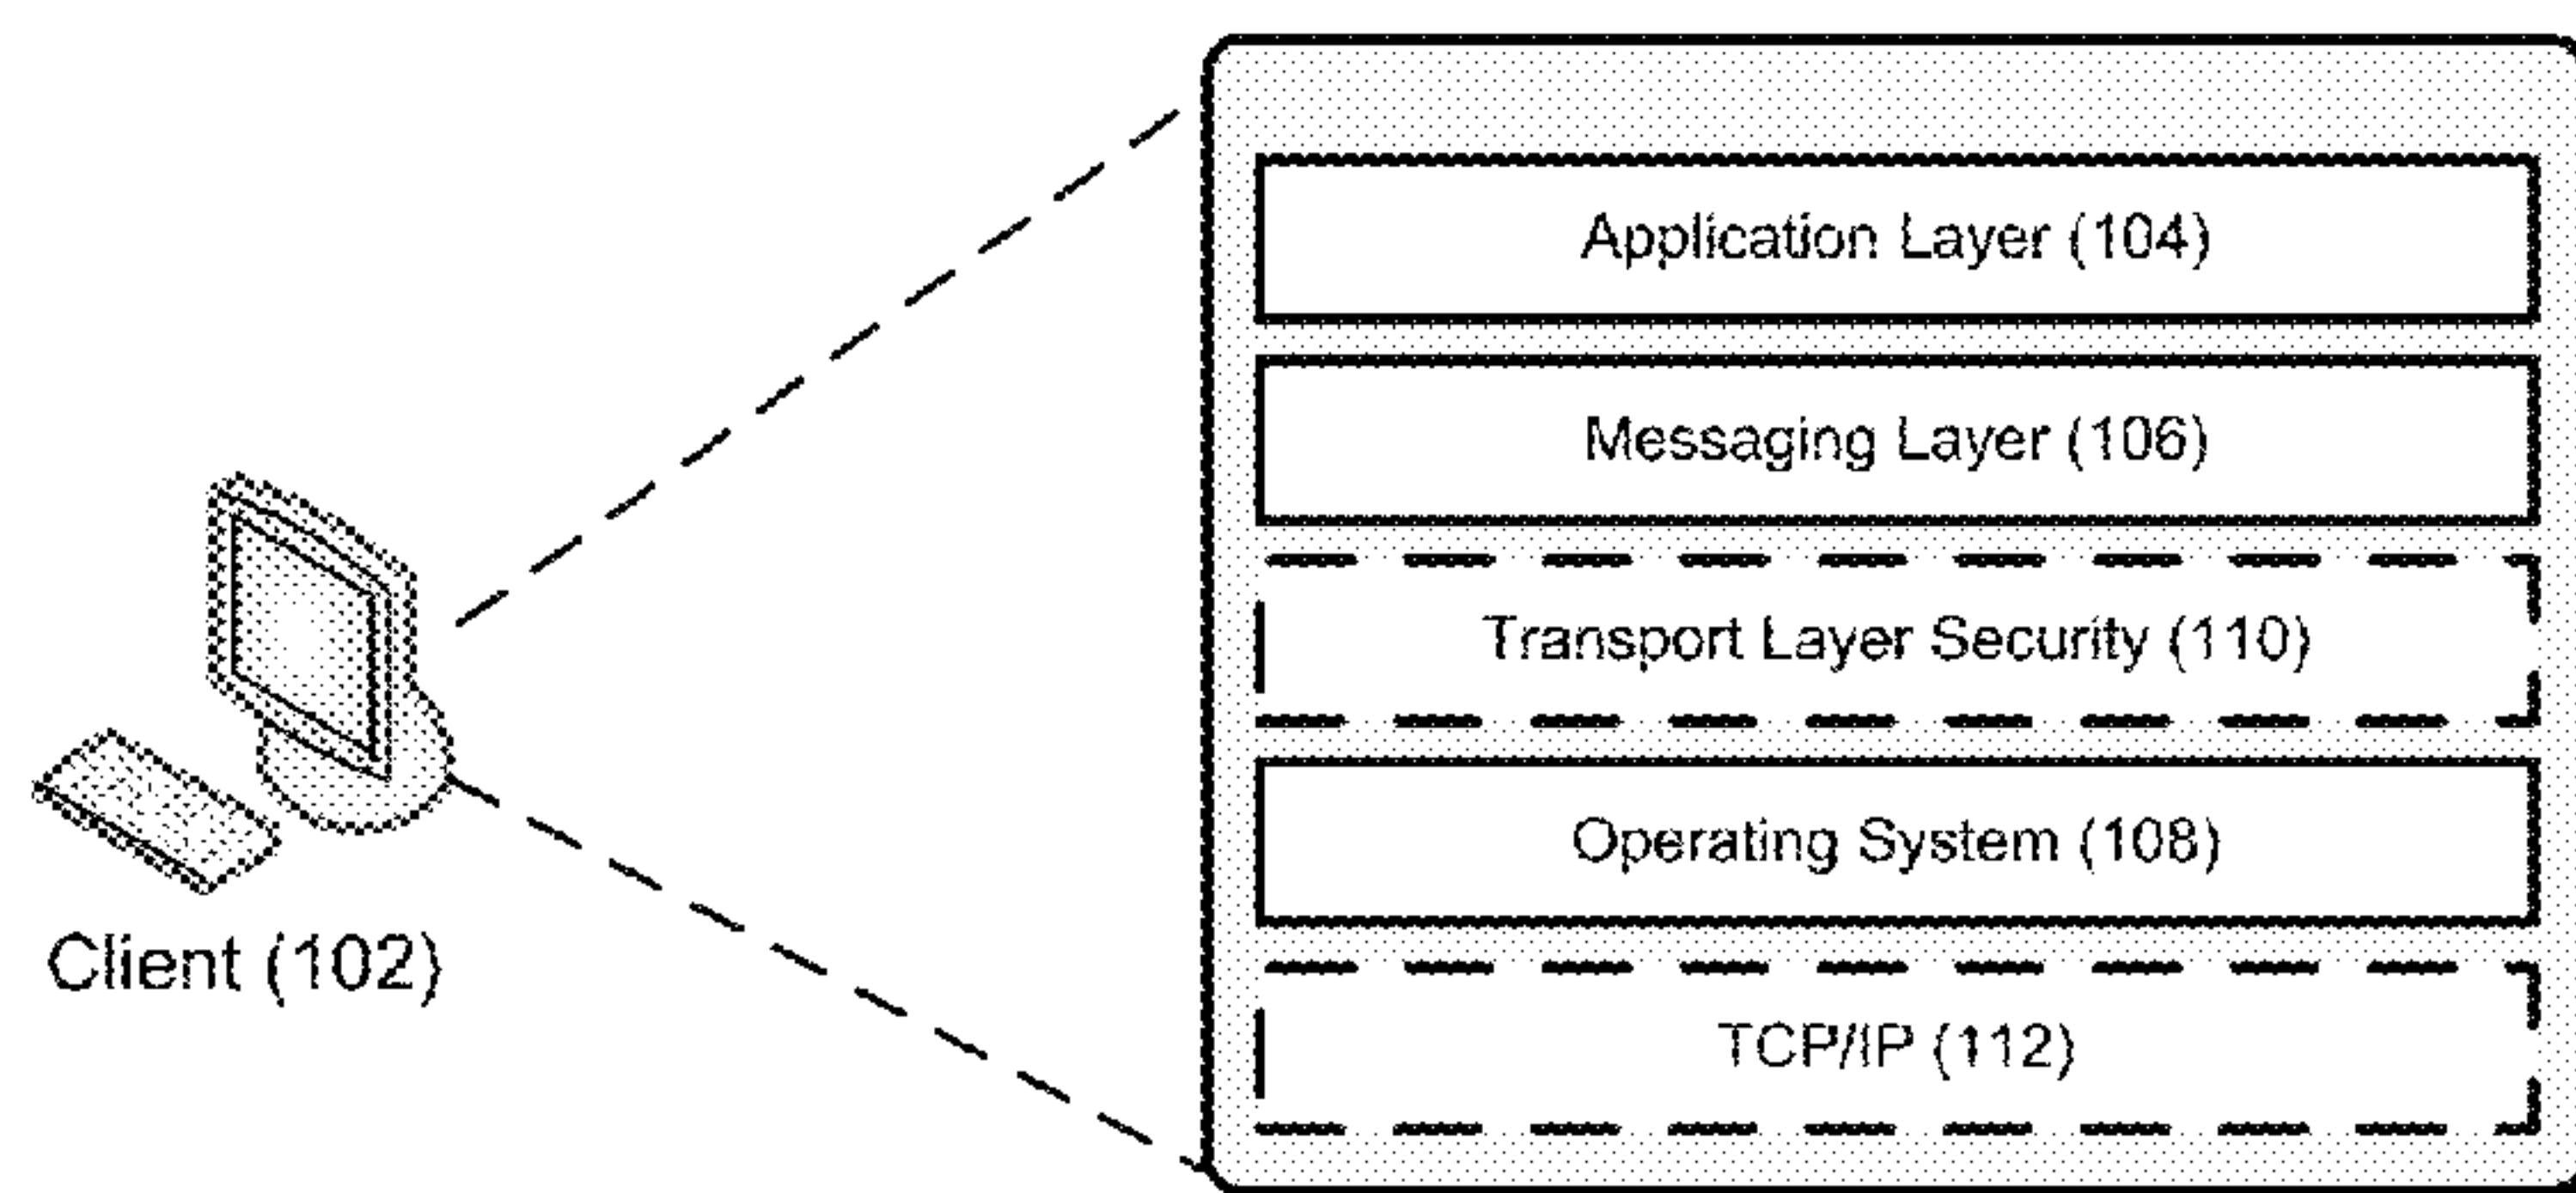 Application Layer (104)
Messaging Layer (106)
Transport Layer Security (110)
Operating System (108)
Client (102)
TCP/IP (112)